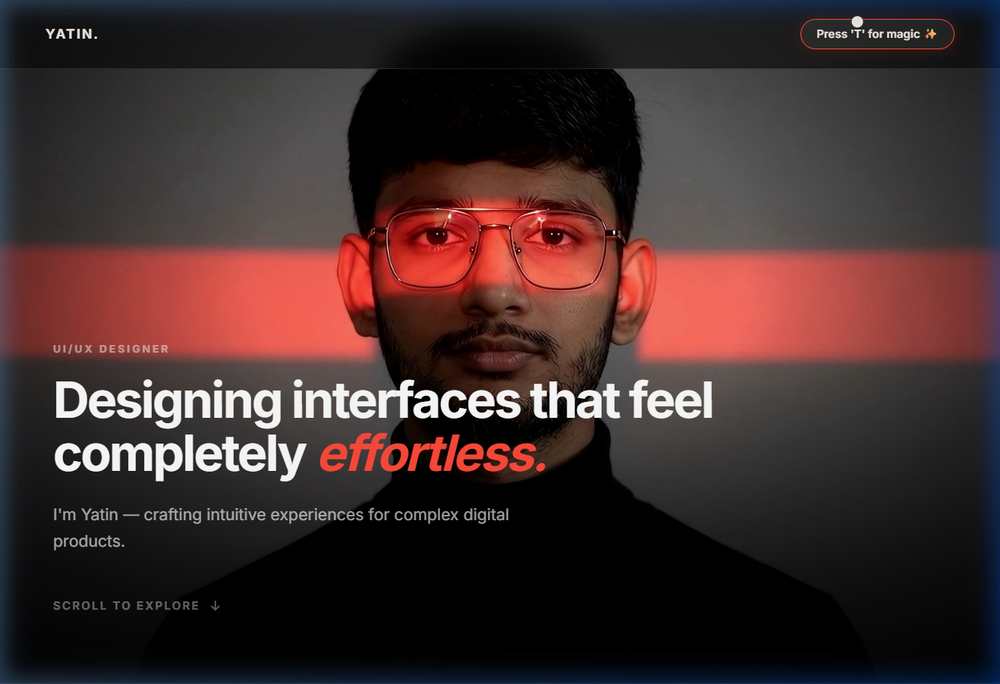 YATIN.
Press 'T' for magic ✨
UI/UX DESIGNER
Designing interfaces that feel
completely effortless.
I'm Yatin — crafting intuitive experiences for complex digital
products.
SCROLL TO EXPLORE ↓